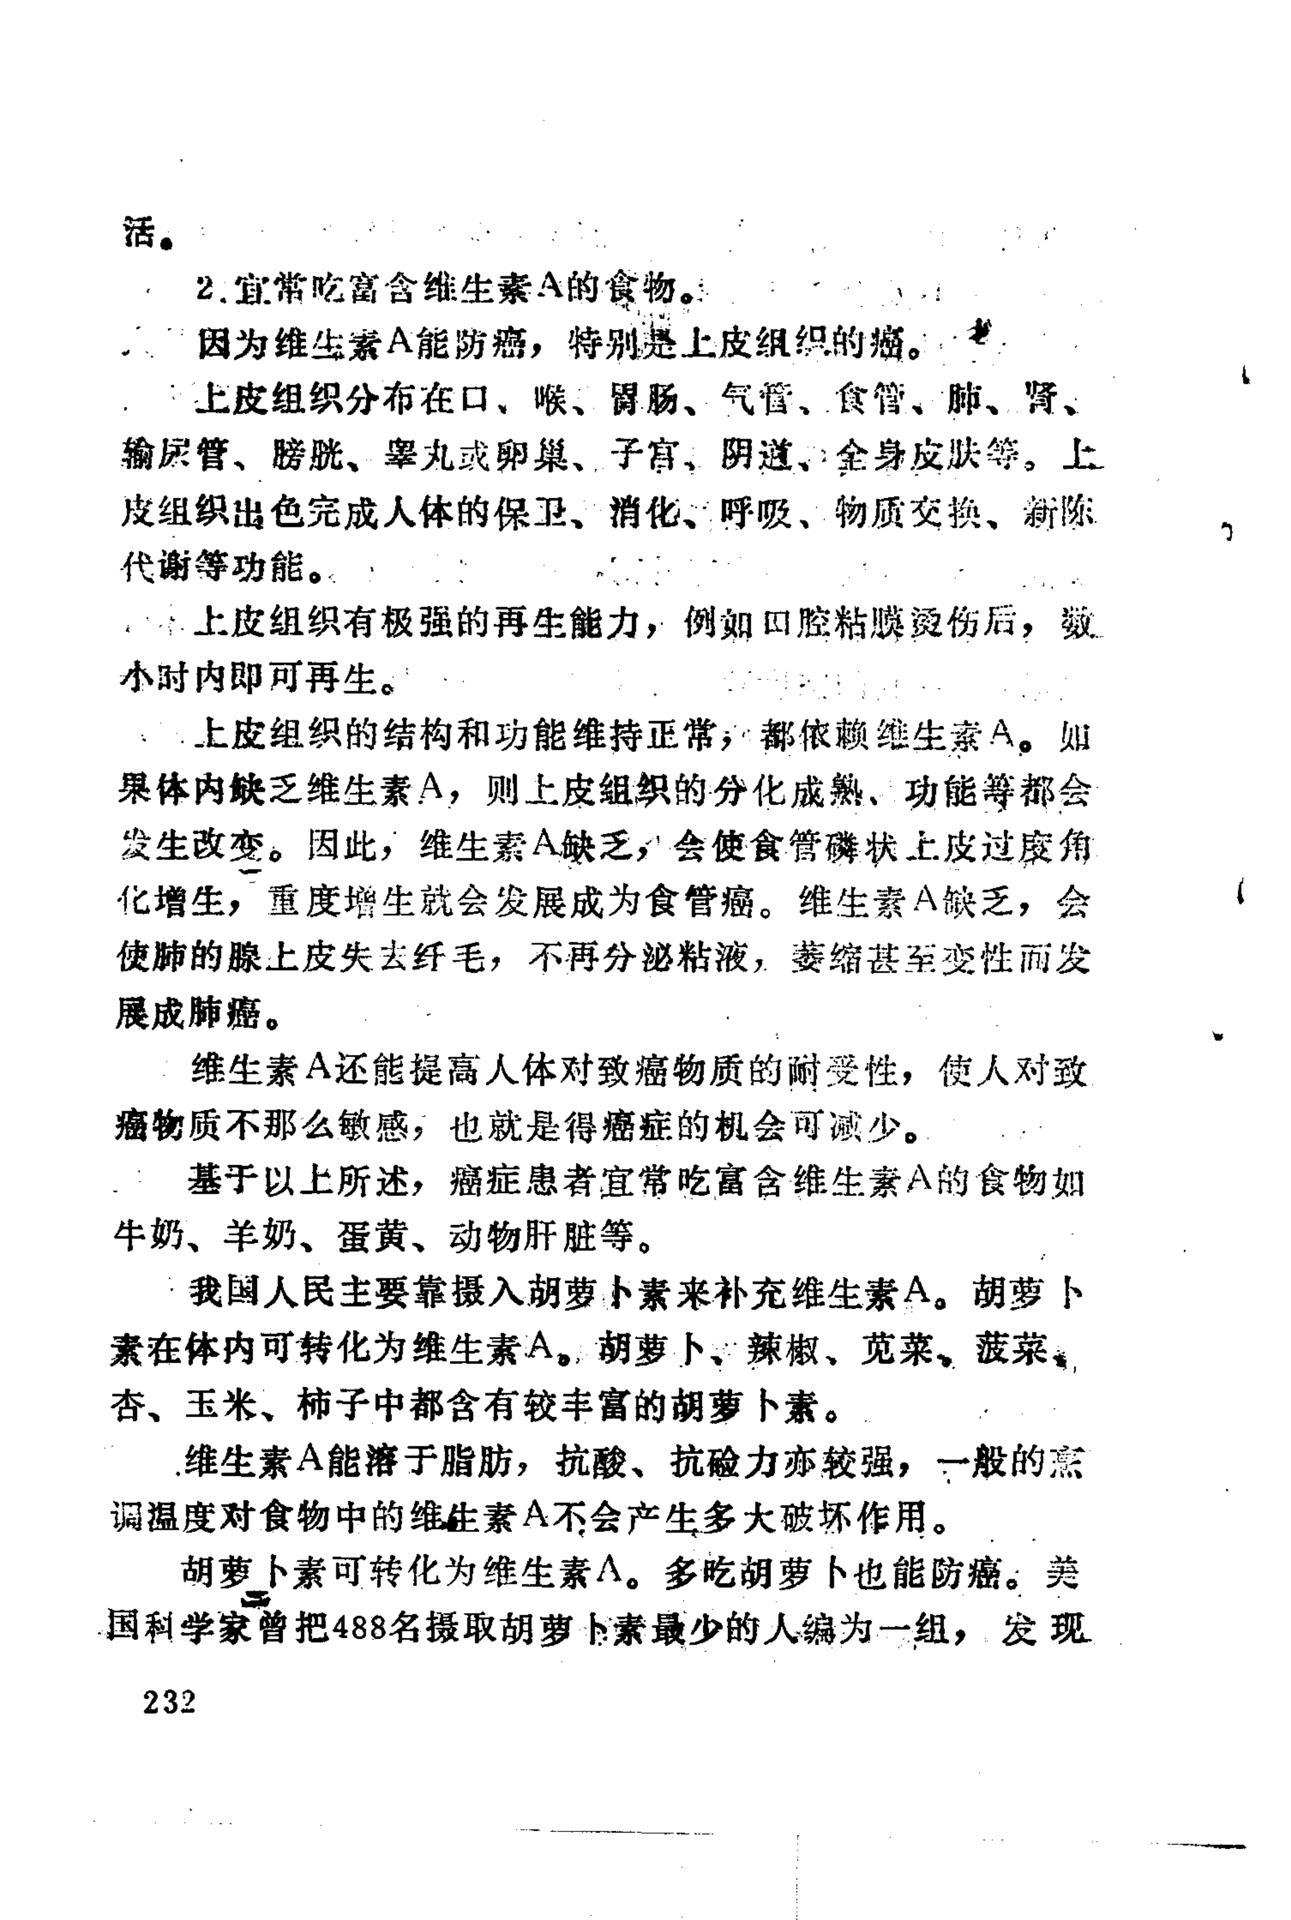 活。
2.宜常吃富含维生素A的食物。
因为维生素A能防癌，特别是上皮组织的癌。
上皮组织分布在口、喉、胃肠、气管、食管、肺、肾、
输尿管、膀胱、睾丸或卵巢、子宫、阴道、全身皮肤等。上
皮组织出色完成人体的保卫、消化、呼吸、物质交换、新陈
代谢等功能。
上皮组织有极强的再生能力，例如口腔粘膜烫伤后，数
小时内即可再生。
上皮组织的结构和功能维持正常，都依赖维生素A。如
果体内缺乏维生素A，则上皮组织的分化成熟、功能等都会
发生改变。因此，维生素A缺乏，会使食管磷状上皮过度角
化增生，重度增生就会发展成为食管癌。维生素A缺乏，会
使肺的腺上皮失去纤毛，不再分泌粘液，萎缩甚至变性而发
展成肺癌。
维生素A还能提高人体对致癌物质的耐受性，使人对致
癌物质不那么敏感，也就是得癌症的机会可减少。
基于以上所述，癌症患者宜常吃富含维生素A的食物如
牛奶、羊奶、蛋黄、动物肝脏等。
我国人民主要靠摄入胡萝卜素来补充维生素A。胡萝卜
素在体内可转化为维生素A。胡萝卜、辣椒、苋菜、菠菜、
杏、玉米、柿子中都含有较丰富的胡萝卜素。
维生素A能溶于脂肪，抗酸、抗硷力亦较强，一般的烹
调温度对食物中的维生素A不会产生多大破坏作用。
胡萝卜素可转化为维生素A。多吃胡萝卜也能防癌。美
国科学家曾把488名摄取胡萝卜素最少的人编为一组，发现
232